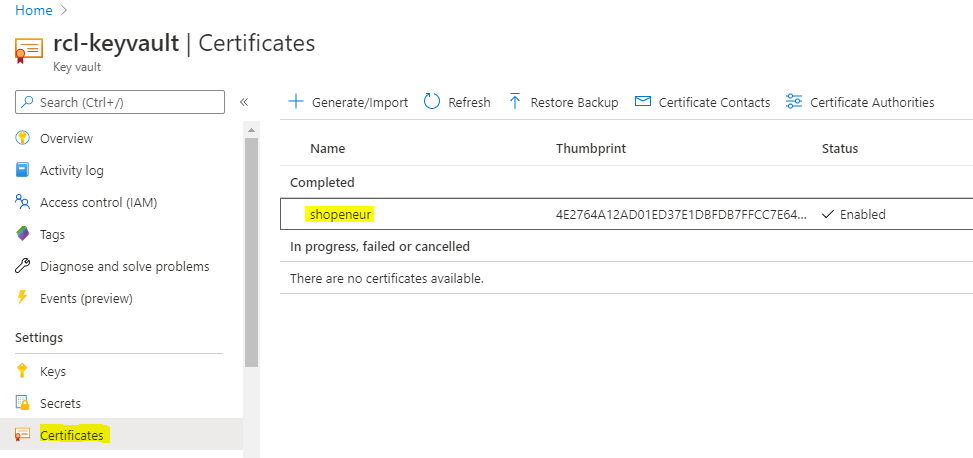 Home >
rcl-keyvault | Certificates
Key vault
Search (Ctrl+/) «
Overview
Activity log
Access control (IAM)
Tags
Diagnose and solve problems
Events (preview)
Settings
Keys
Secrets
Certificates
Generate/Import Refresh Restore Backup Certificate Contacts Certificate Authorities
Name Thumbprint Status
Completed
shopeneur 4E2764A12AD01ED37E1DBFDB7FFCC7E64... Enabled
In progress, failed or cancelled
There are no certificates available.